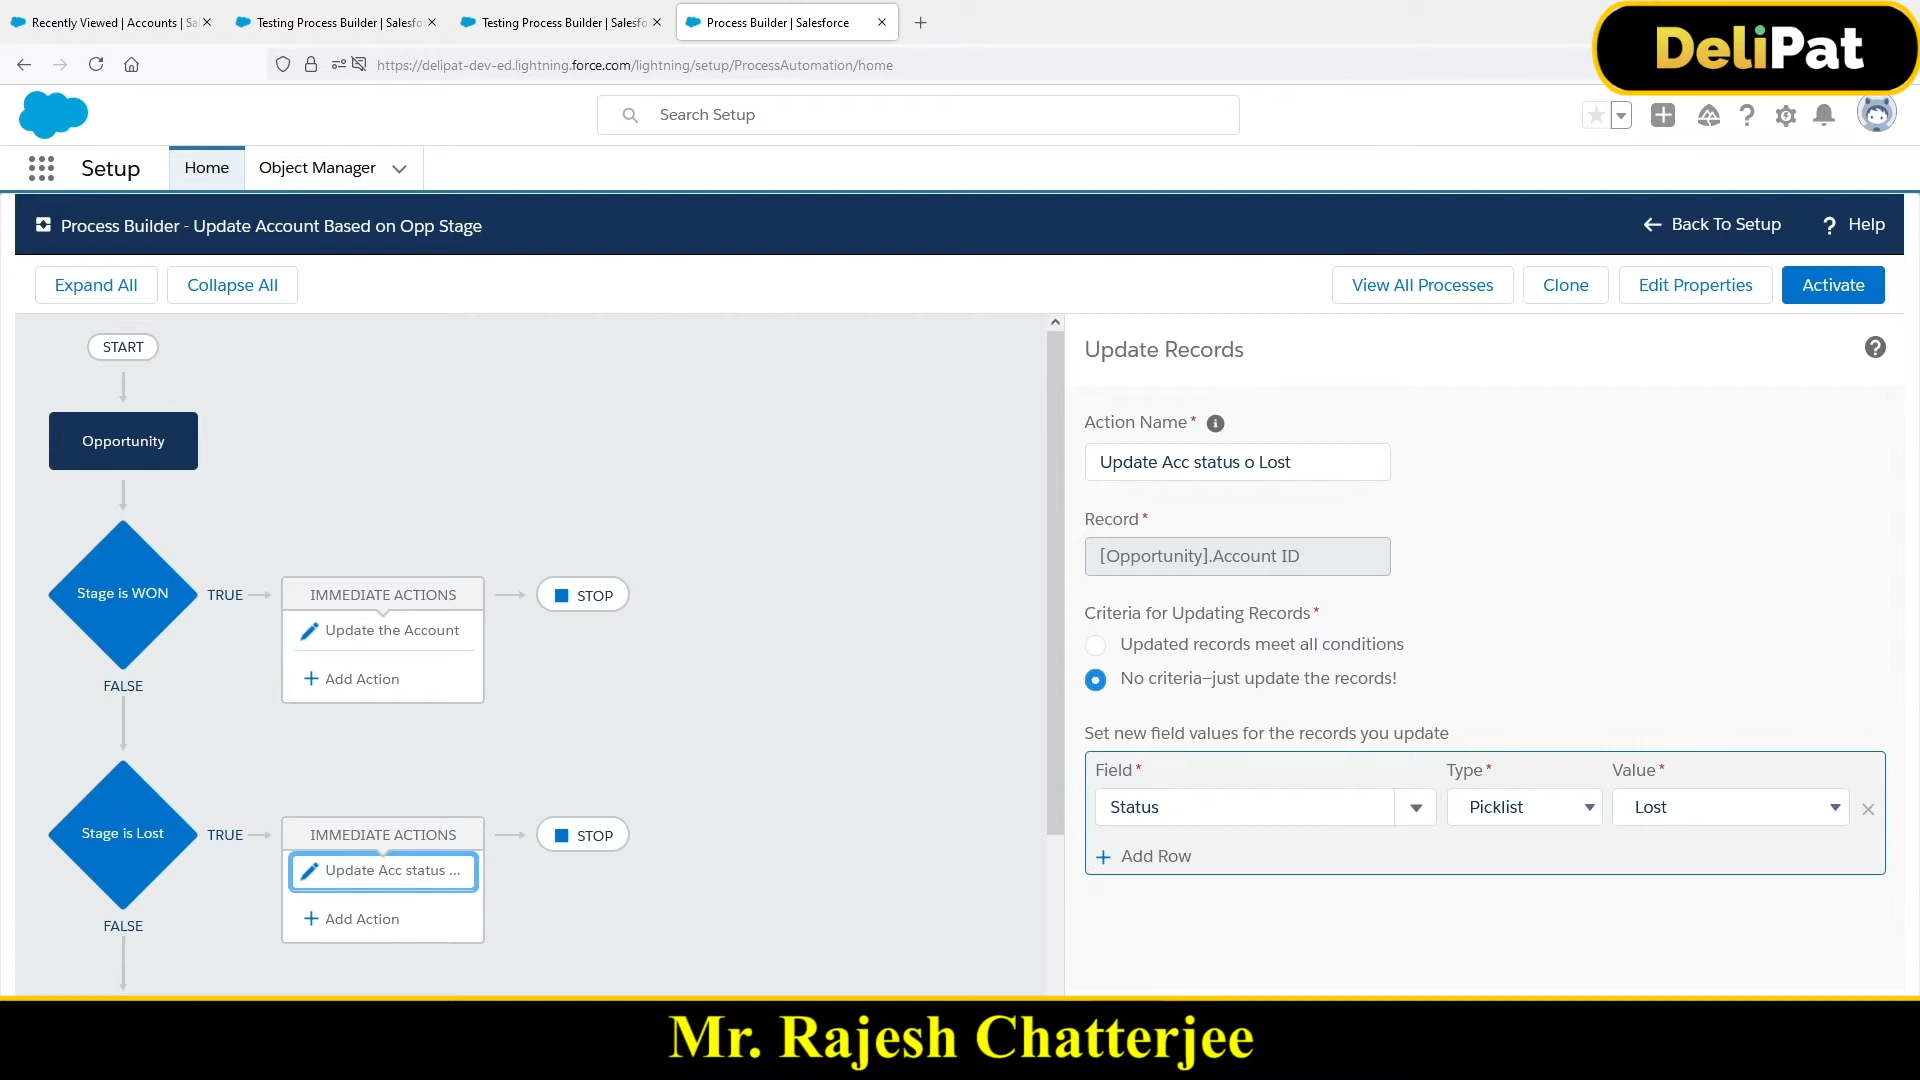 Recently Viewed | Accounts | Sa
Testing Process Builder | Salesfo
Testing Process Builder | Salesfo
Process Builder | Salesforce
https://delipat-dev-ed.lightning.force.com/lightning/setup/ProcessAutomation/home
DeliPat
Search Setup
Setup
Home
Object Manager
Process Builder - Update Account Based on Opp Stage
Back To Setup
? Help
Expand All
Collapse All
View All Processes
Clone
Edit Properties
Activate
START
Opportunity
Stage is WON
TRUE
IMMEDIATE ACTIONS
Update the Account
+ Add Action
STOP
FALSE
Stage is Lost
TRUE
IMMEDIATE ACTIONS
Update Acc status ...
+ Add Action
STOP
FALSE
Update Records
Action Name*
Update Acc status o Lost
Record*
[Opportunity].Account ID
Criteria for Updating Records*
Updated records meet all conditions
No criteria—just update the records!
Set new field values for the records you update
Field* Type* Value*
Status Picklist Lost
+ Add Row
Mr. Rajesh Chatterjee